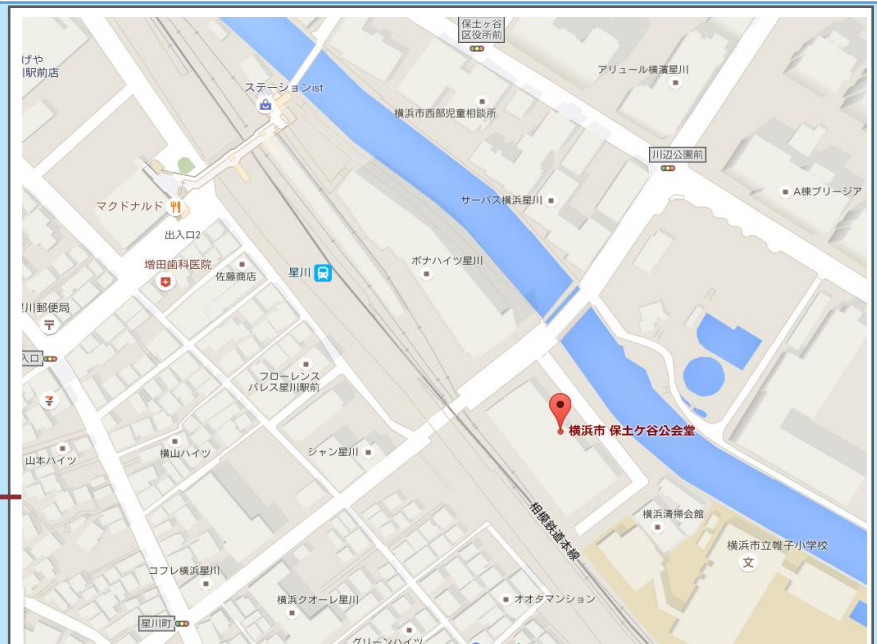 保土ヶ谷
区役所前
げや
駅前店
アリュール横濱星川
ステーションist
横浜市西部児童相談所
川辺公園前
A棟ブリージア
マクドナルド
サーパス横浜星川
出入口2
増田歯科医院
佐藤商店
星川
ボナハイツ星川
川郵便局
入口
フローレンス
パレス星川駅前
横浜市 保土ケ谷公会堂
山本ハイツ
横山ハイツ
シャン星川
相模鉄道本線
横浜清掃会館
横浜市立帷子小学校
文
コフレ横浜星川
横浜クオーレ星川
オオタマンション
星川町
グリーンハイツ